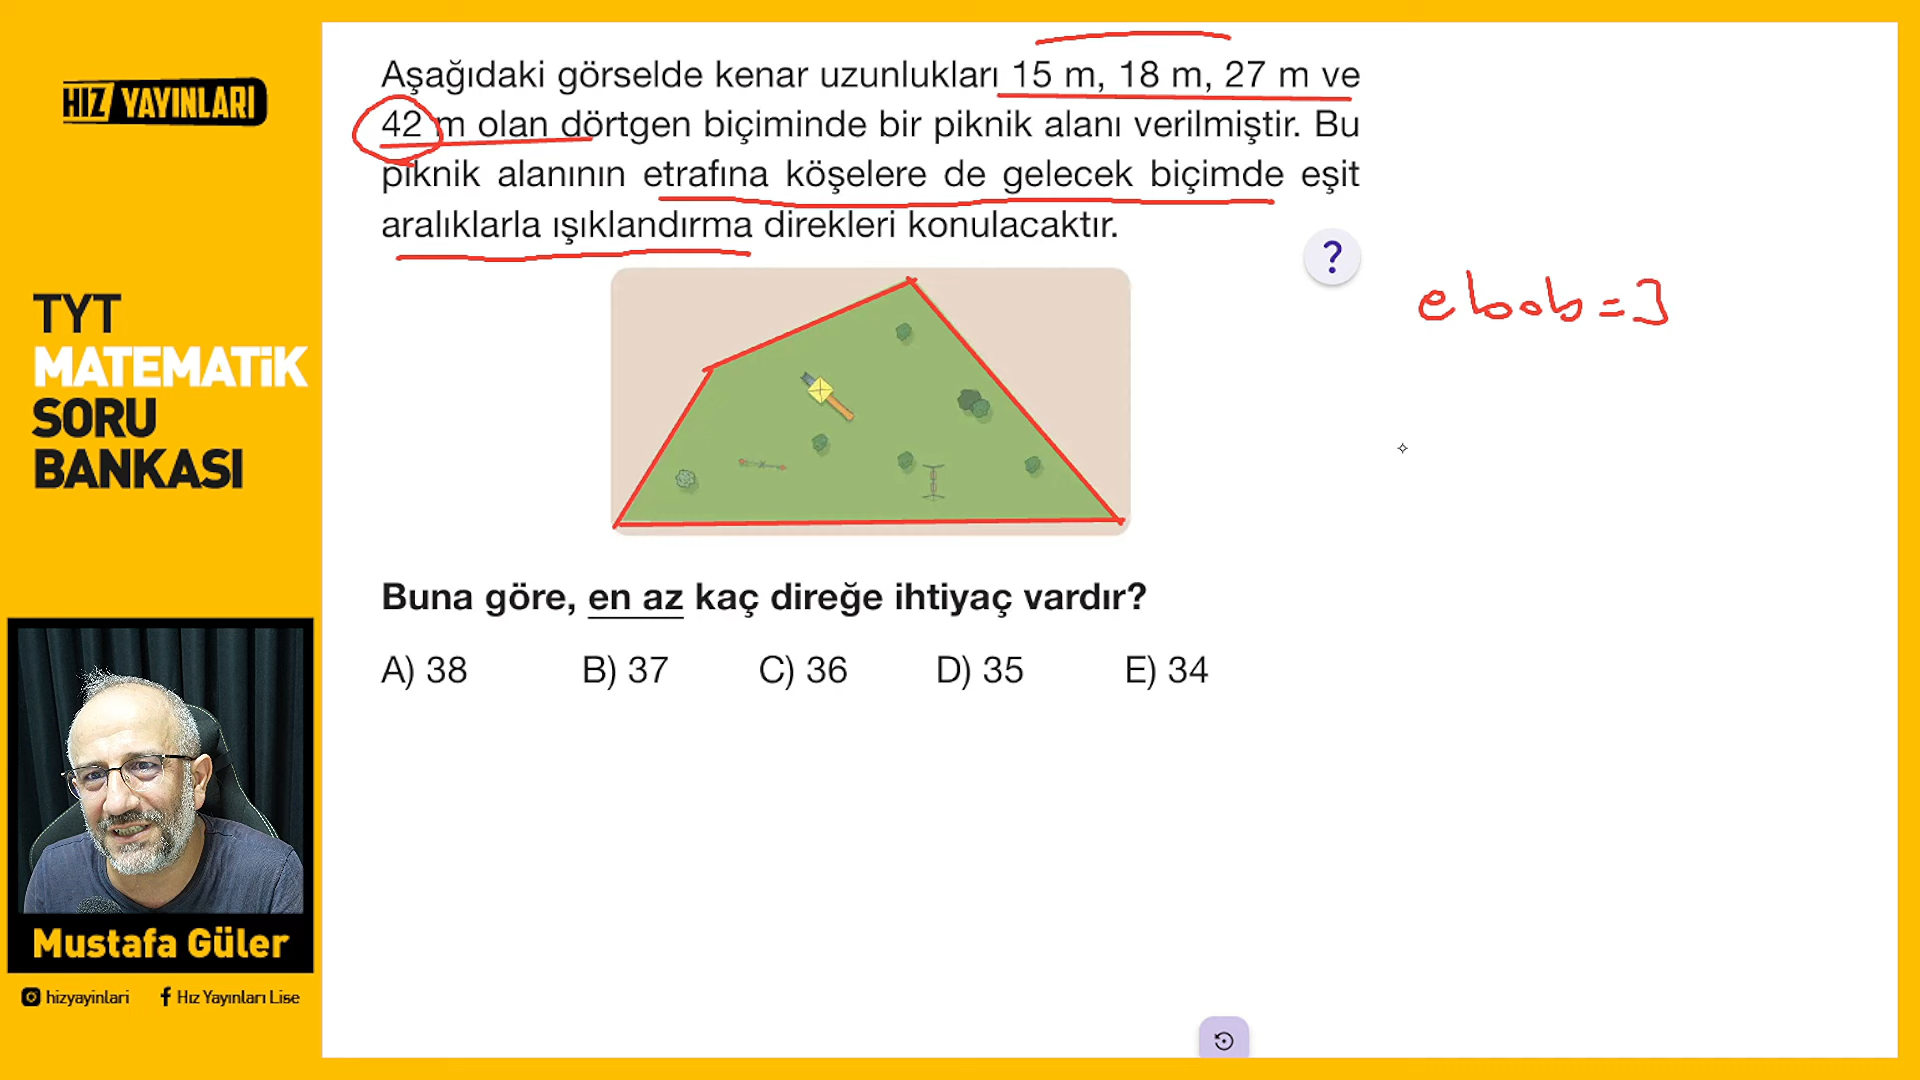 HIZ YAYINLARI
TYT
MATEMATİK
SORU
BANKASI
Mustafa Güler
hizyayinlari
Hız Yayınları Lise
Aşağıdaki görselde kenar uzunlukları 15 m, 18 m, 27 m ve
42 m olan dörtgen biçiminde bir piknik alanı verilmiştir. Bu
piknik alanının etrafına köşelere de gelecek biçimde eşit
aralıklarla ışıklandırma direkleri konulacaktır.
?
ebob=3
Buna göre, en az kaç direğe ihtiyaç vardır?
A) 38 B) 37 C) 36 D) 35 E) 34